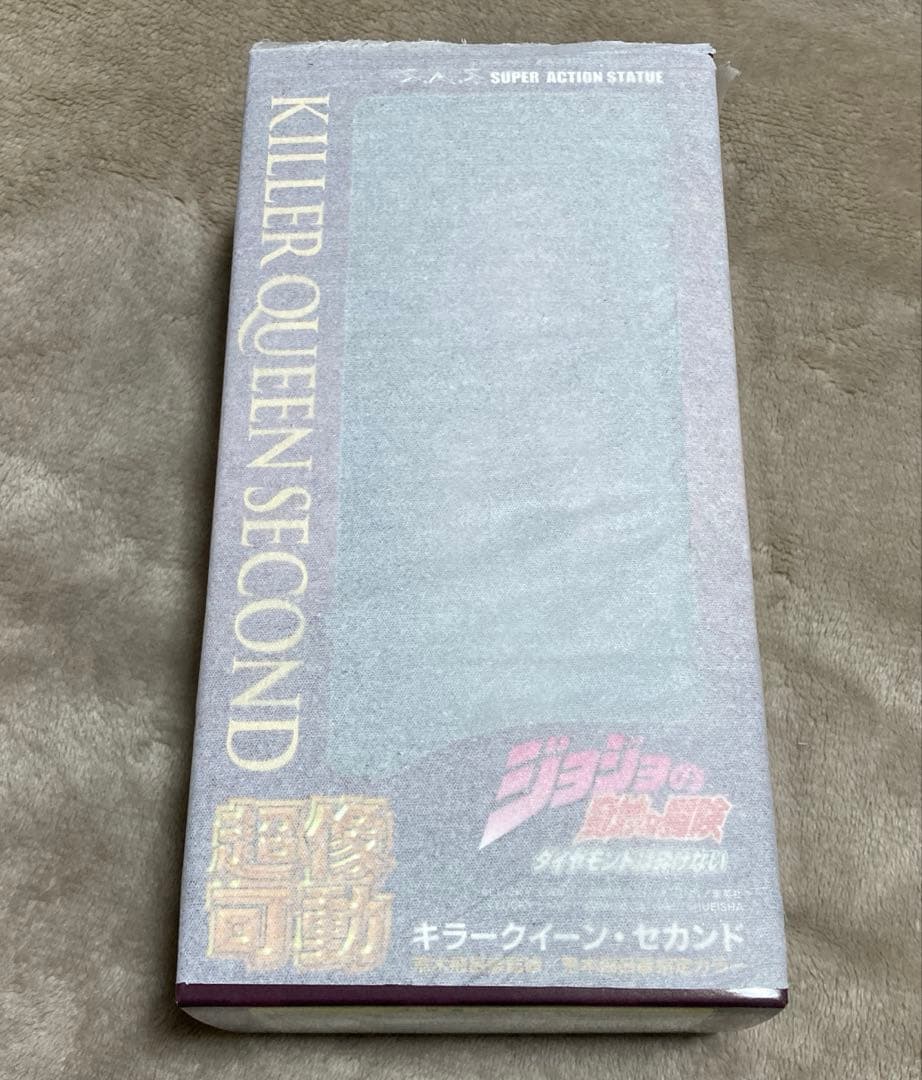 S.A.S SUPER ACTION STATUE
KILLER QUEEN SECOND
超像
可動
ジョジョの
奇妙な冒険
ダイヤモンドは砕けない
UEISHA
キラークイーン・セカンド